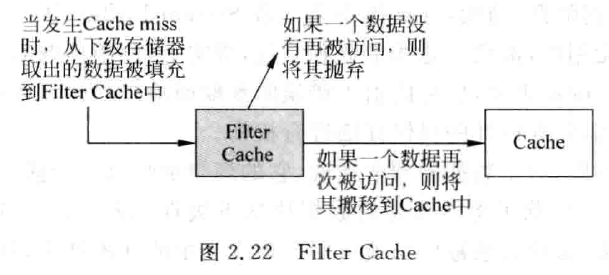 当发生Cache miss
时，从下级存储器
取出的数据被填充
到Filter Cache中
如果一个数据没
有再被访问，则
将其抛弃
Filter
Cache
如果一个数据再
次被访问，则将
其搬移到Cache中
Cache
图 2.22 Filter Cache